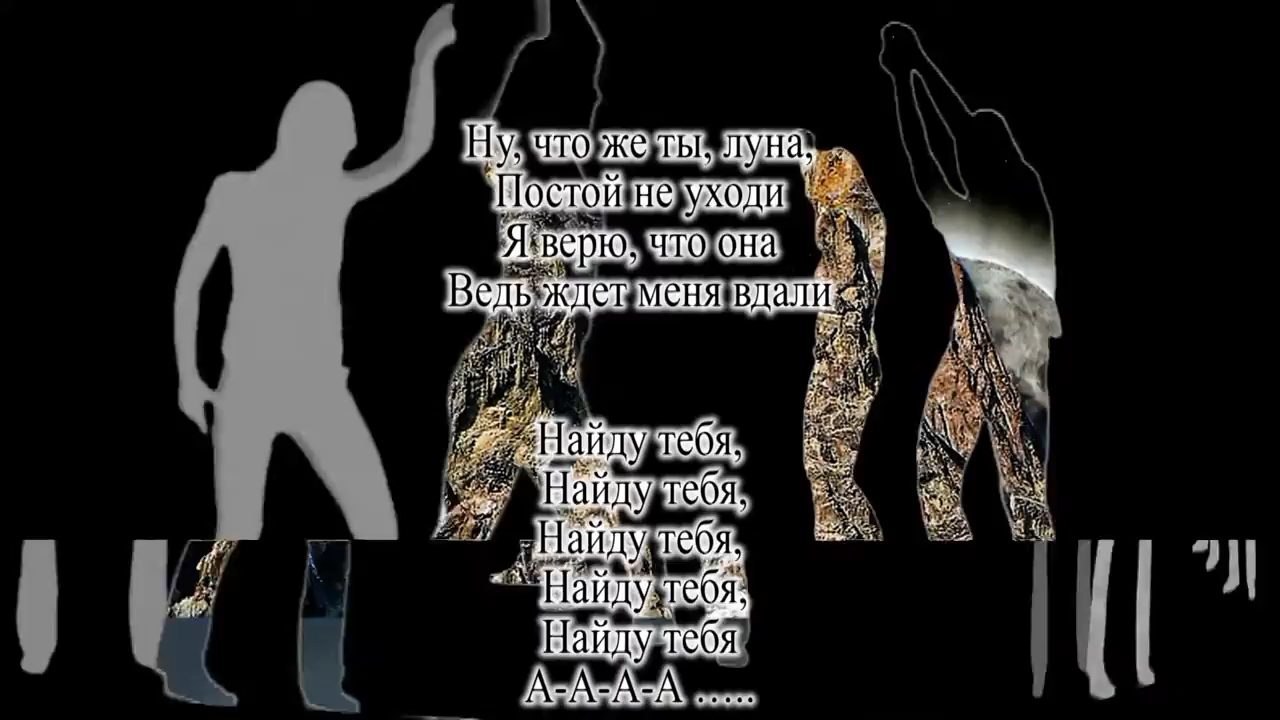 Ну, что же ты, луна,
Постой не уходи
Я верю, что она
Ведь ждет меня вдали
Найду тебя,
Найду тебя,
Найду тебя,
Найду тебя,
Найду тебя
А-А-А-А .....